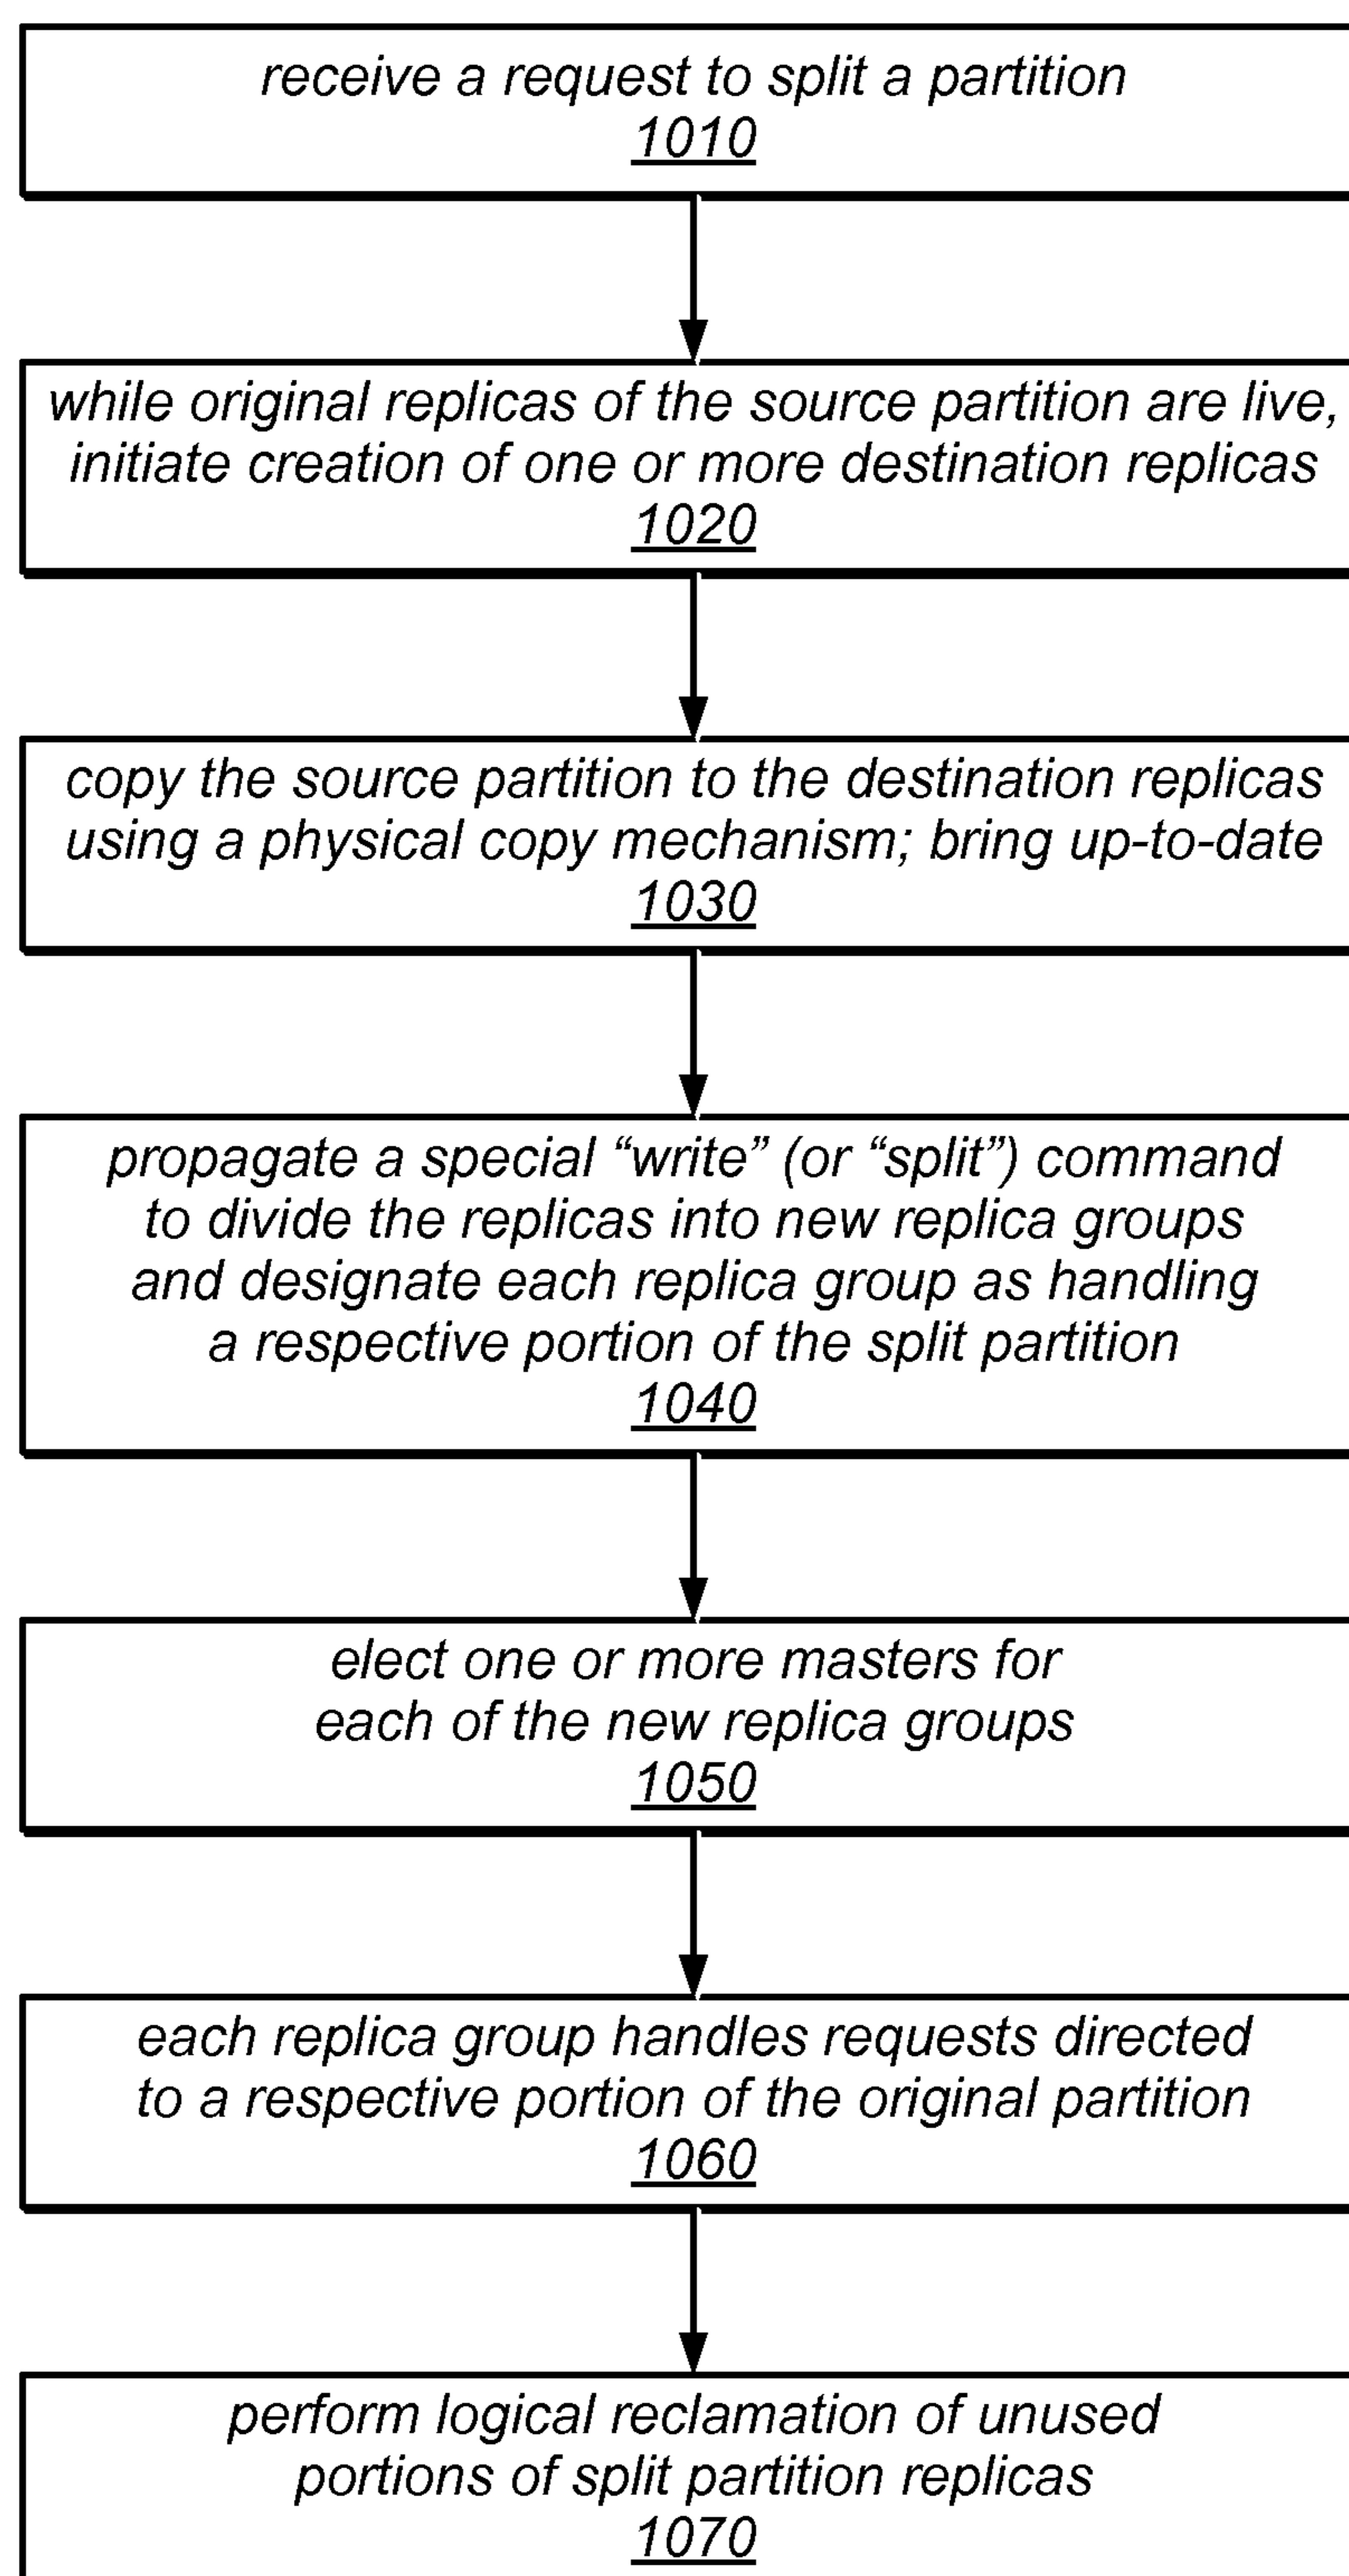 receive a request to split a partition
1010
while original replicas of the source partition are live,
initiate creation of one or more destination replicas
1020
copy the source partition to the destination replicas
using a physical copy mechanism; bring up-to-date
1030
propagate a special “write” (or “split”) command
to divide the replicas into new replica groups
and designate each replica group as handling
a respective portion of the split partition
1040
elect one or more masters for
each of the new replica groups
1050
each replica group handles requests directed
to a respective portion of the original partition
1060
perform logical reclamation of unused
portions of split partition replicas
1070